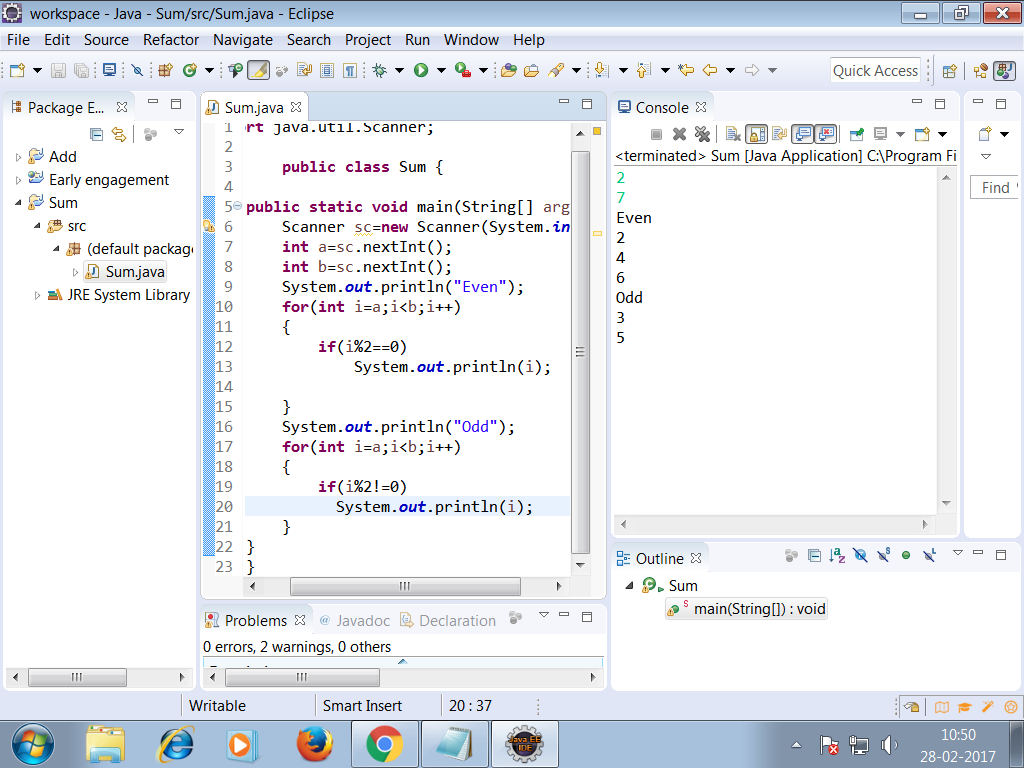 workspace - Java - Sum/src/Sum.java - Eclipse
File Edit Source Refactor Navigate Search Project Run Window Help
Quick Access
Package E...
Add
Early engagement
Sum
src
(default package
Sum.java
JRE System Library
Sum.java
1 rt java.util.Scanner;
2
3 public class Sum {
4
5 public static void main(String[] arg
6 Scanner sc=new Scanner(System.in
7 int a=sc.nextInt();
8 int b=sc.nextInt();
9 System.out.println("Even");
10 for(int i=a;i<b;i++)
11 {
12 if(i%2==0)
13 System.out.println(i);
14
15 }
16 System.out.println("Odd");
17 for(int i=a;i<b;i++)
18 {
19 if(i%2!=0)
20 System.out.println(i);
21 }
22 }
23 }
Problems @ Javadoc Declaration
0 errors, 2 warnings, 0 others
Console
<terminated> Sum [Java Application] C:\Program Fi
2
7
Even
2
4
6
Odd
3
5
Find
Outline
Sum
main(String[]) : void
Writable Smart Insert 20 : 37
Java EE
IDE
10:50
28-02-2017